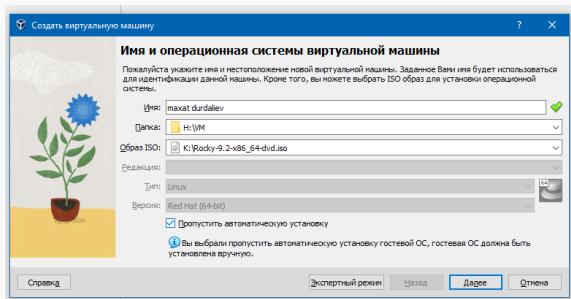 Создать виртуальную машину
? ×
Имя и операционная системы виртуальной машины
Пожалуйста укажите имя и местоположение новой виртуальной машины. Заданное Вами имя будет использоваться
для идентификации данной машины. Кроме того, вы можете выбрать ISO образ для установки операционной
системы.
Имя: maxat durdaliev
Папка: H:\VM
Образ ISO: K:\Rocky-9.2-x86_64-dvd.iso
Редакция:
Тип: Linux
64
Версия: Red Hat (64-bit)
Пропустить автоматическую установку
Вы выбрали пропустить автоматическую установку гостевой ОС, гостевая ОС должна быть
установлена вручную.
Справка Экспертный режим Назад Далее Отмена